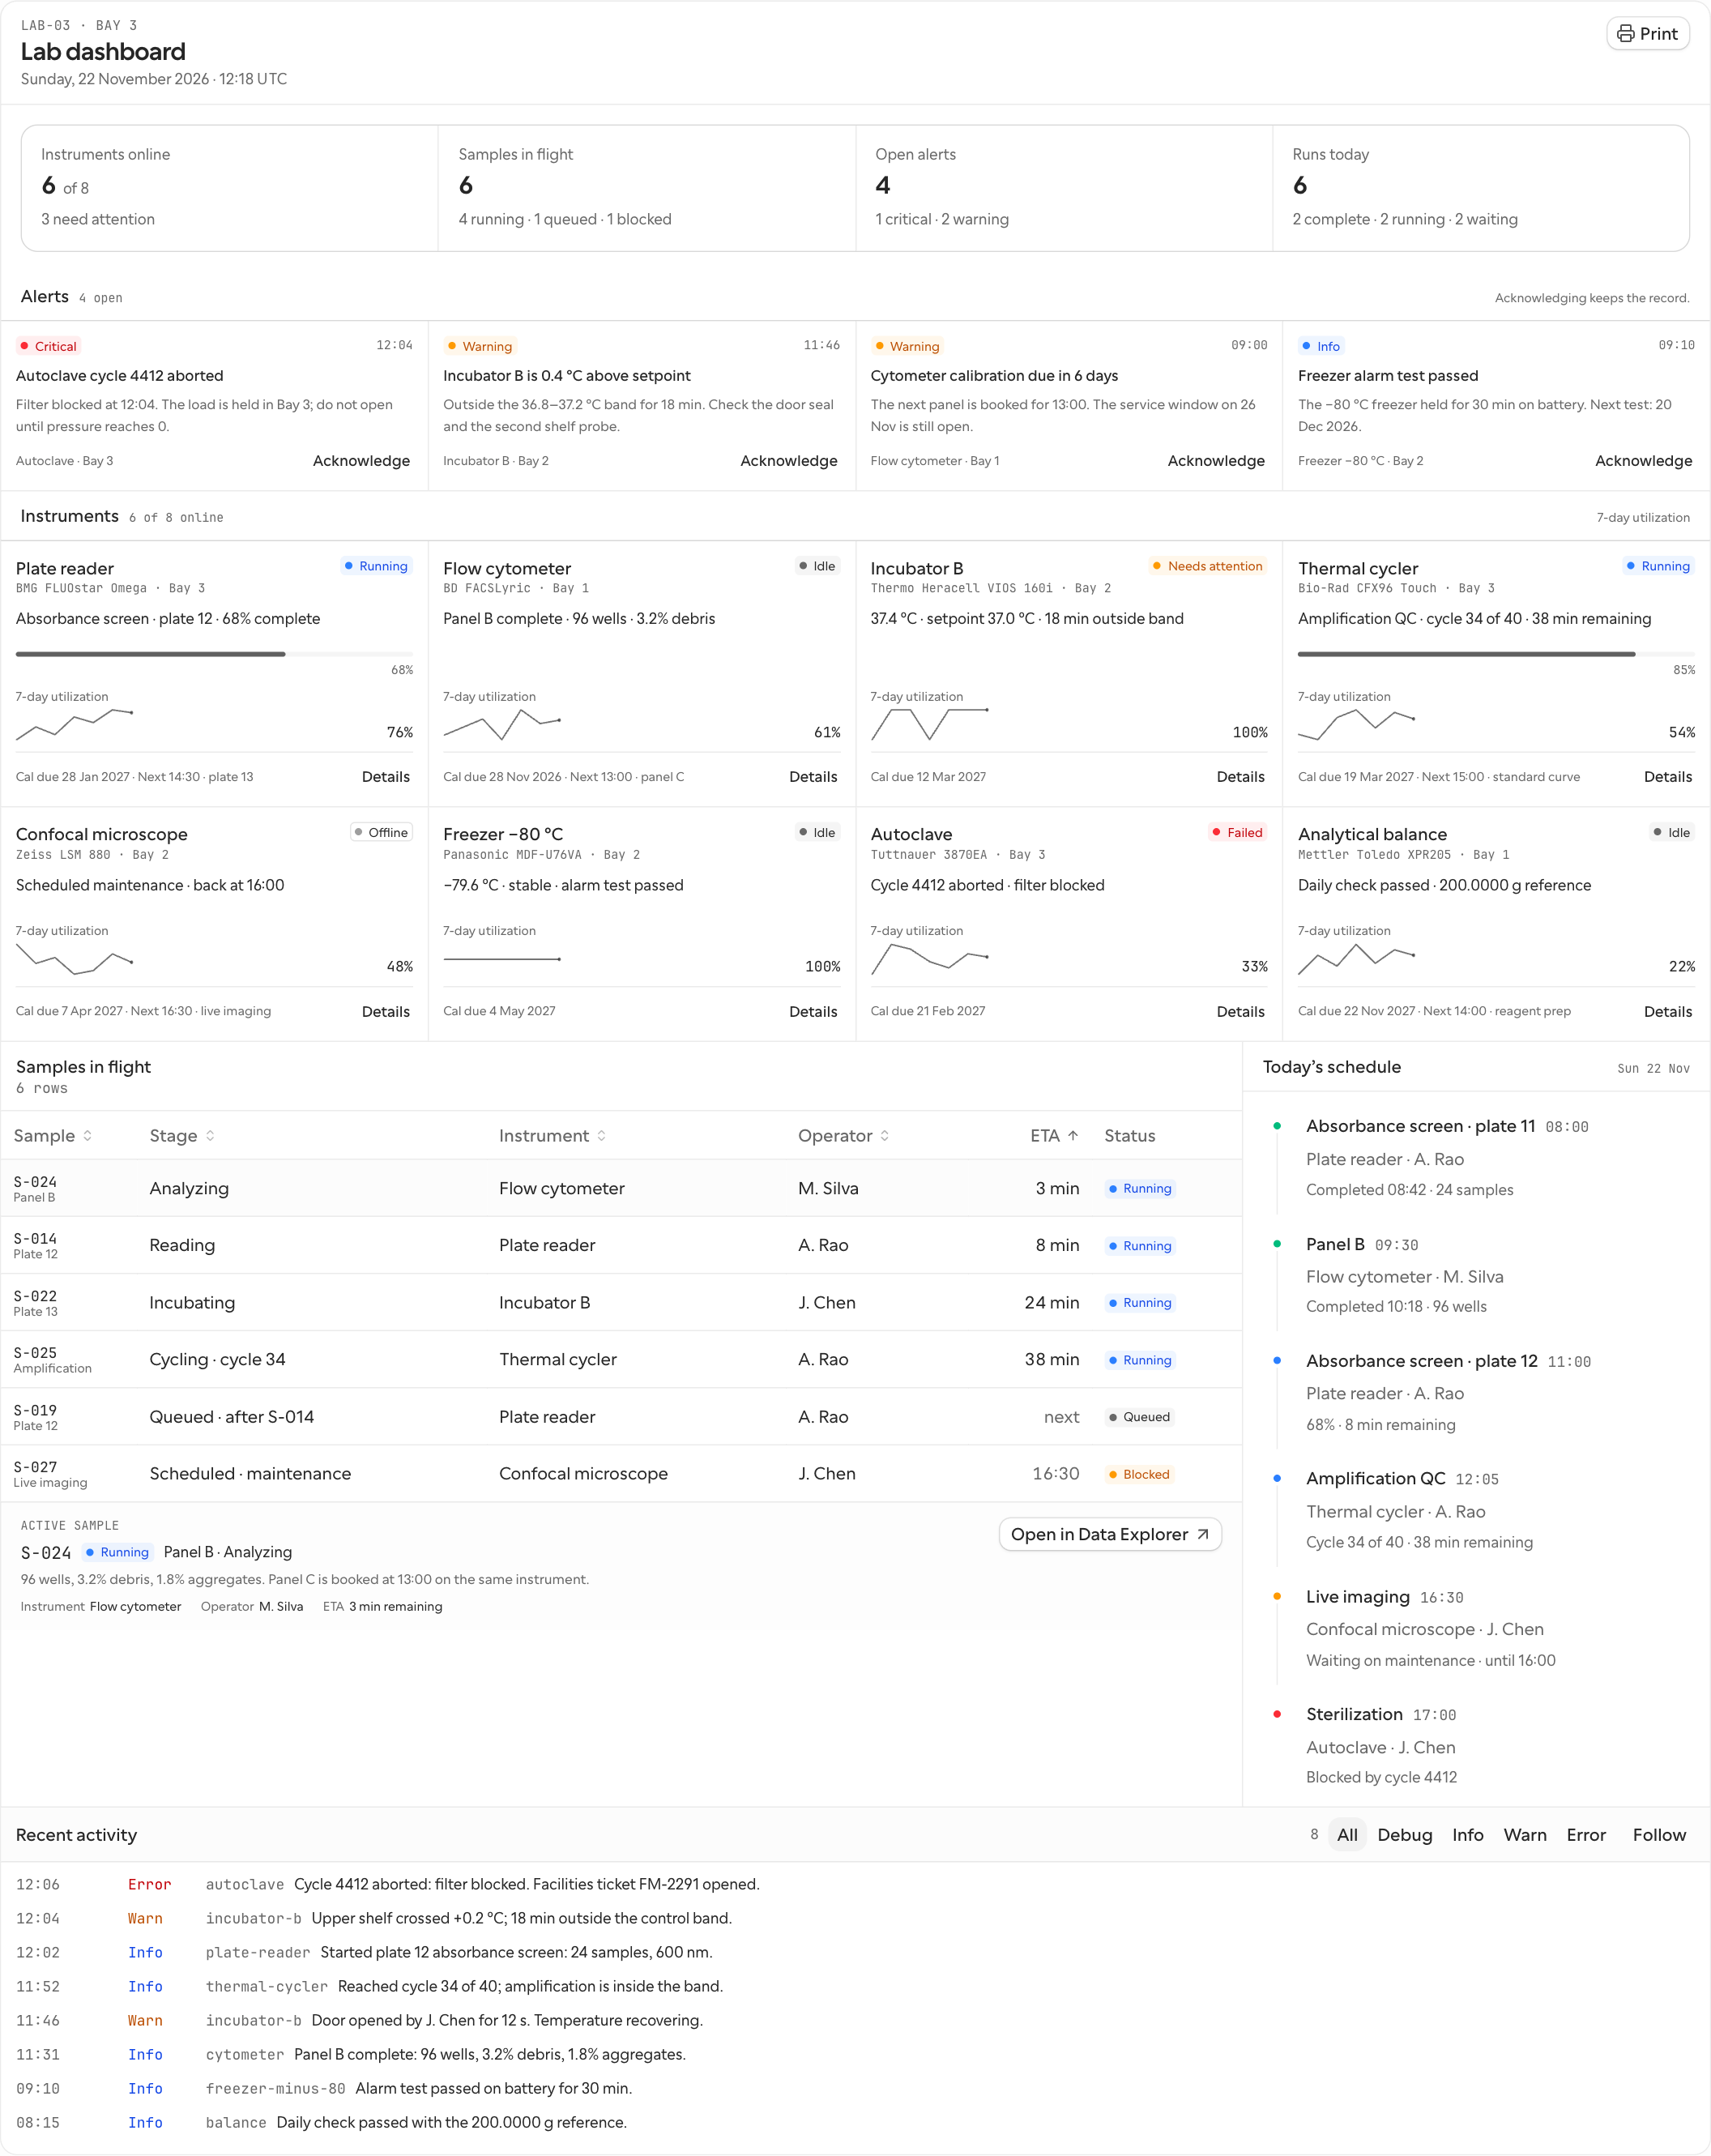 LAB-03 · BAY 3
Lab dashboard
Sunday, 22 November 2026 · 12:18 UTC
Print
Instruments online
6 of 8
3 need attention
Samples in flight
6
4 running · 1 queued · 1 blocked
Open alerts
4
1 critical · 2 warning
Runs today
6
2 complete · 2 running · 2 waiting
Alerts 4 open
Acknowledging keeps the record.
Critical 12:04
Autoclave cycle 4412 aborted
Filter blocked at 12:04. The load is held in Bay 3; do not open
until pressure reaches 0.
Autoclave · Bay 3 Acknowledge
Warning 11:46
Incubator B is 0.4 °C above setpoint
Outside the 36.8–37.2 °C band for 18 min. Check the door seal
and the second shelf probe.
Incubator B · Bay 2 Acknowledge
Warning 09:00
Cytometer calibration due in 6 days
The next panel is booked for 13:00. The service window on 26
Nov is still open.
Flow cytometer · Bay 1 Acknowledge
Info 09:10
Freezer alarm test passed
The −80 °C freezer held for 30 min on battery. Next test: 20
Dec 2026.
Freezer −80 °C · Bay 2 Acknowledge
Instruments 6 of 8 online
7-day utilization
Plate reader Running
BMG FLUOstar Omega · Bay 3
Absorbance screen · plate 12 · 68% complete
68%
7-day utilization
76%
Cal due 28 Jan 2027 · Next 14:30 · plate 13 Details
Flow cytometer Idle
BD FACSLyric · Bay 1
Panel B complete · 96 wells · 3.2% debris
7-day utilization
61%
Cal due 28 Nov 2026 · Next 13:00 · panel C Details
Incubator B Needs attention
Thermo Heracell VIOS 160i · Bay 2
37.4 °C · setpoint 37.0 °C · 18 min outside band
7-day utilization
100%
Cal due 12 Mar 2027 Details
Thermal cycler Running
Bio-Rad CFX96 Touch · Bay 3
Amplification QC · cycle 34 of 40 · 38 min remaining
85%
7-day utilization
54%
Cal due 19 Mar 2027 · Next 15:00 · standard curve Details
Confocal microscope Offline
Zeiss LSM 880 · Bay 2
Scheduled maintenance · back at 16:00
7-day utilization
48%
Cal due 7 Apr 2027 · Next 16:30 · live imaging Details
Freezer −80 °C Idle
Panasonic MDF-U76VA · Bay 2
−79.6 °C · stable · alarm test passed
7-day utilization
100%
Cal due 4 May 2027 Details
Autoclave Failed
Tuttnauer 3870EA · Bay 3
Cycle 4412 aborted · filter blocked
7-day utilization
33%
Cal due 21 Feb 2027 Details
Analytical balance Idle
Mettler Toledo XPR205 · Bay 1
Daily check passed · 200.0000 g reference
7-day utilization
22%
Cal due 22 Nov 2027 · Next 14:00 · reagent prep Details
Samples in flight
6 rows
Sample Stage Instrument Operator ETA Status
S-024 Analyzing Flow cytometer M. Silva 3 min Running
Panel B
S-014 Reading Plate reader A. Rao 8 min Running
Plate 12
S-022 Incubating Incubator B J. Chen 24 min Running
Plate 13
S-025 Cycling · cycle 34 Thermal cycler A. Rao 38 min Running
Amplification
S-019 Queued · after S-014 Plate reader A. Rao next Queued
Plate 12
S-027 Scheduled · maintenance Confocal microscope J. Chen 16:30 Blocked
Live imaging
ACTIVE SAMPLE
S-024 Running Panel B · Analyzing
Open in Data Explorer
96 wells, 3.2% debris, 1.8% aggregates. Panel C is booked at 13:00 on the same instrument.
Instrument Flow cytometer Operator M. Silva ETA 3 min remaining
Today’s schedule Sun 22 Nov
Absorbance screen · plate 11 08:00
Plate reader · A. Rao
Completed 08:42 · 24 samples
Panel B 09:30
Flow cytometer · M. Silva
Completed 10:18 · 96 wells
Absorbance screen · plate 12 11:00
Plate reader · A. Rao
68% · 8 min remaining
Amplification QC 12:05
Thermal cycler · A. Rao
Cycle 34 of 40 · 38 min remaining
Live imaging 16:30
Confocal microscope · J. Chen
Waiting on maintenance · until 16:00
Sterilization 17:00
Autoclave · J. Chen
Blocked by cycle 4412
Recent activity
8 All Debug Info Warn Error Follow
12:06 Error autoclave Cycle 4412 aborted: filter blocked. Facilities ticket FM-2291 opened.
12:04 Warn incubator-b Upper shelf crossed +0.2 °C; 18 min outside the control band.
12:02 Info plate-reader Started plate 12 absorbance screen: 24 samples, 600 nm.
11:52 Info thermal-cycler Reached cycle 34 of 40; amplification is inside the band.
11:46 Warn incubator-b Door opened by J. Chen for 12 s. Temperature recovering.
11:31 Info cytometer Panel B complete: 96 wells, 3.2% debris, 1.8% aggregates.
09:10 Info freezer-minus-80 Alarm test passed on battery for 30 min.
08:15 Info balance Daily check passed with the 200.0000 g reference.